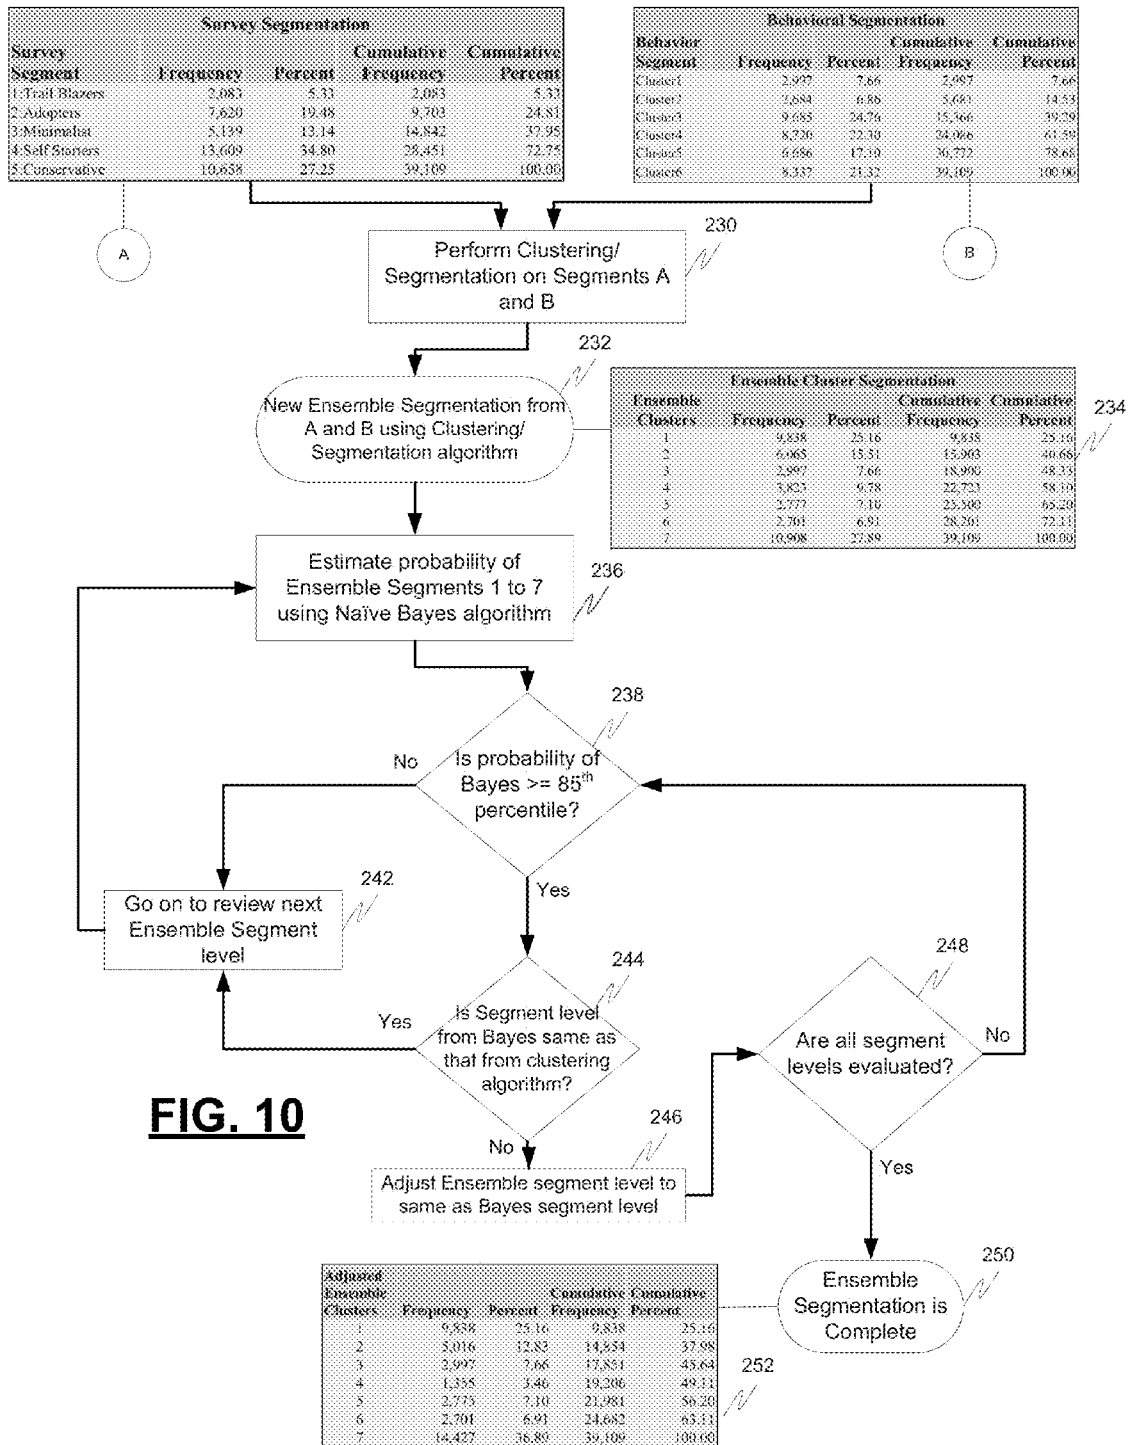 Survey Segmentation
Survey Segment Frequency Percent Cumulative Frequency Cumulative Percent
1:Trail Blazers 2,083 5.33 2,083 5.33
2:Adopters 7,620 19.48 9,703 24.81
3:Minimalist 5,139 13.14 14,842 37.95
4:Self Starters 13,609 34.80 28,451 72.75
5:Conservative 10,658 27.25 39,109 100.00
Behavioral Segmentation
Behavior Segment Frequency Percent Cumulative Frequency Cumulative Percent
Cluster1 2,997 7.66 2,997 7.66
Cluster2 2,684 6.86 5,681 14.53
Cluster3 9,685 24.76 15,366 39.29
Cluster4 8,720 22.30 24,086 61.59
Cluster5 6,686 17.10 30,772 78.68
Cluster6 8,337 21.32 39,109 100.00
A
B
230
Perform Clustering/
Segmentation on Segments A
and B
232
New Ensemble Segmentation from
A and B using Clustering/
Segmentation algorithm
Ensemble Cluster Segmentation
Ensemble Clusters Frequency Percent Cumulative Frequency Cumulative Percent
1 9,838 25.16 9,838 25.16
2 6,065 15.51 15,903 40.66
3 2,997 7.66 18,900 48.33
4 3,823 9.78 22,723 58.10
5 2,777 7.10 25,500 65.20
6 2,701 6.91 28,201 72.11
7 10,908 27.89 39,109 100.00
234
Estimate probability of
Ensemble Segments 1 to 7
using Naïve Bayes algorithm
236
238
Is probability of
Bayes >= 85th
percentile?
No
Yes
242
Go on to review next
Ensemble Segment
level
244
Is Segment level
from Bayes same as
that from clustering
algorithm?
Yes
No
248
Are all segment
levels evaluated?
No
Yes
FIG. 10
246
Adjust Ensemble segment level to
same as Bayes segment level
250
Ensemble
Segmentation is
Complete
Adjusted Ensemble Clusters Frequency Percent Cumulative Frequency Cumulative Percent
1 9,838 25.16 9,838 25.16
2 5,016 12.83 14,854 37.98
3 2,997 7.66 17,851 45.64
4 1,355 3.46 19,206 49.11
5 2,775 7.10 21,981 56.20
6 2,701 6.91 24,682 63.11
7 14,427 36.89 39,109 100.00
252